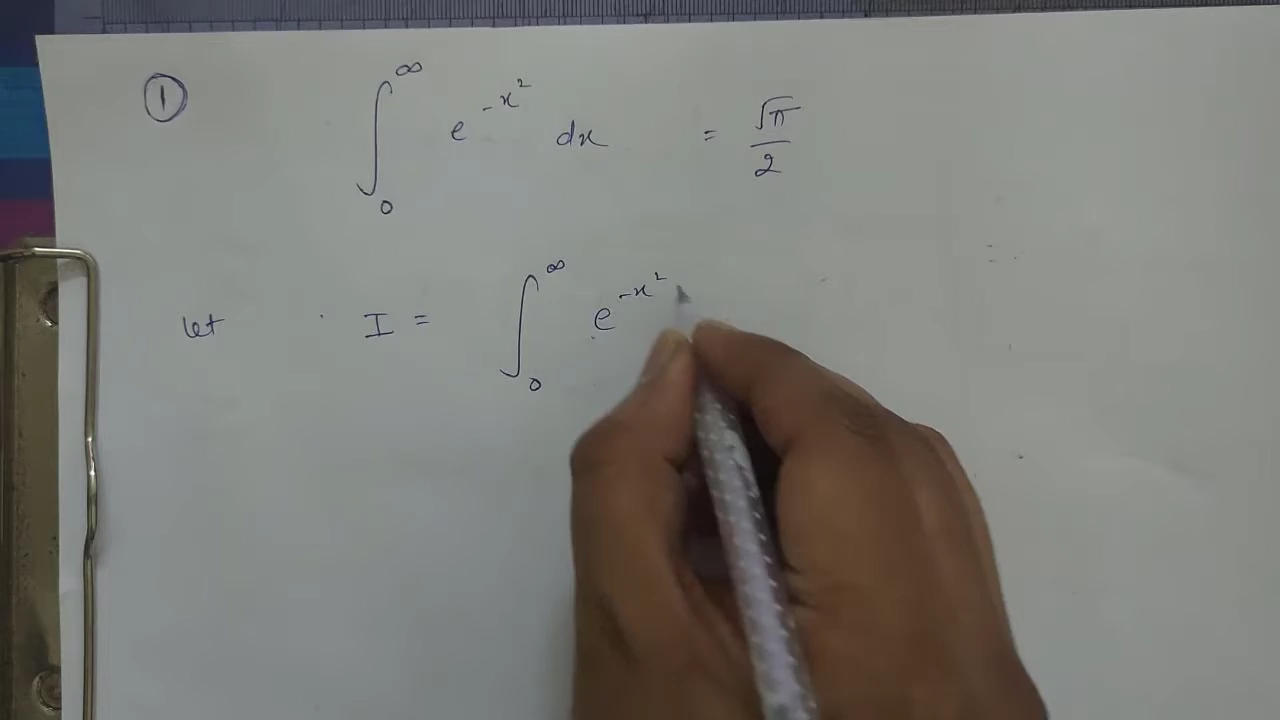 ① ∫₀^∞ e^{-x²} dx = √π/2
let I = ∫₀^∞ e^{-x²}